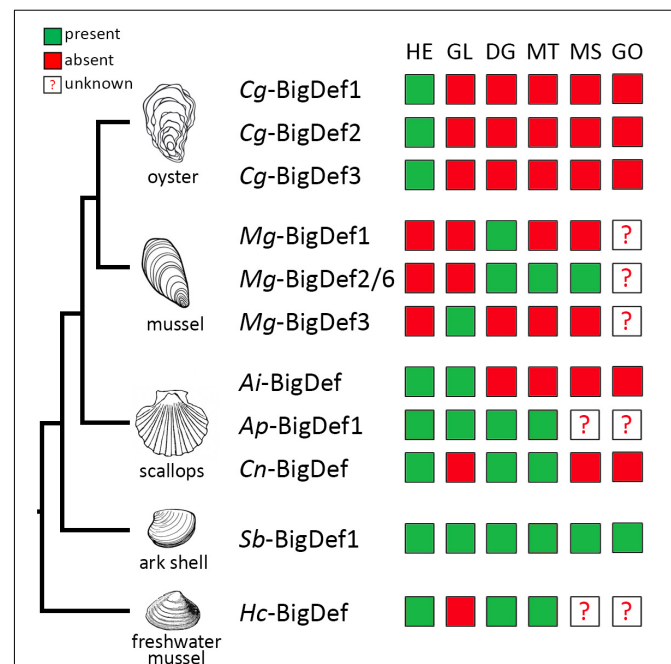 present
absent
? unknown
HE GL DG MT MS GO
Cg-BigDef1
Cg-BigDef2
Cg-BigDef3
oyster
Mg-BigDef1 ?
Mg-BigDef2/6 ?
Mg-BigDef3 ?
mussel
Ai-BigDef
Ap-BigDef1 ? ?
Cn-BigDef
scallops
Sb-BigDef1
ark shell
Hc-BigDef ? ?
freshwater
mussel